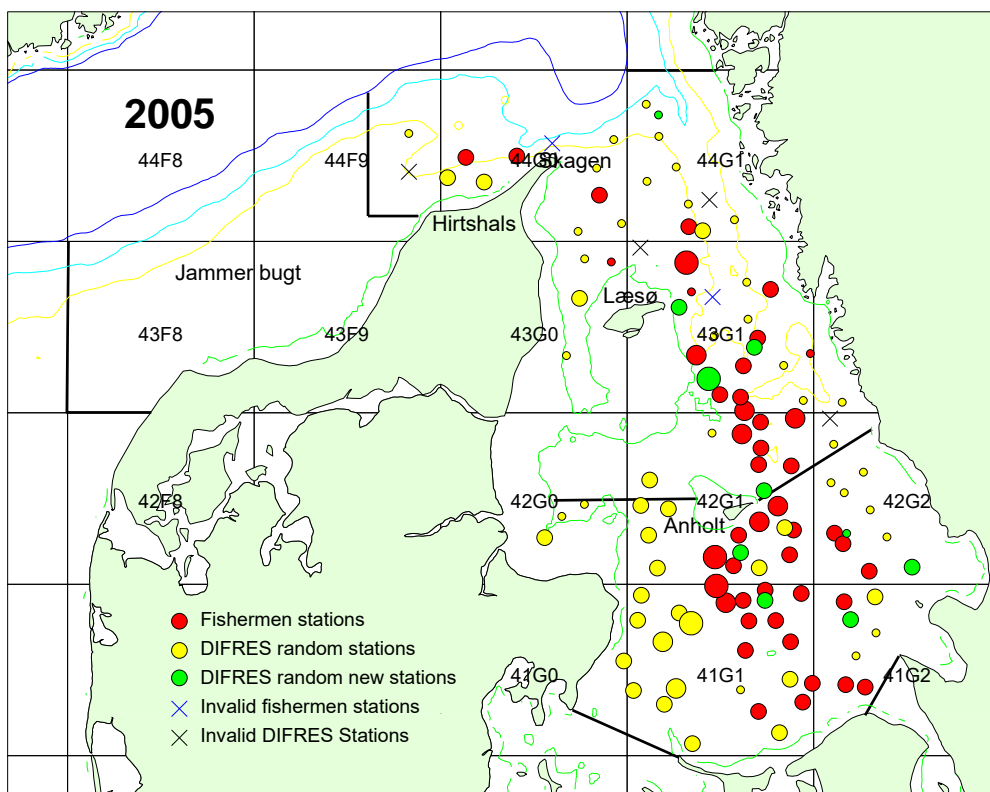 2005
44F8
44F9
44G0
Skagen
44G1
Hirtshals
Jammer bugt
Læsø
43F8
43F9
43G0
43G1
42F8
42G0
42G1
42G2
Anholt
Fishermen stations
DIFRES random stations
DIFRES random new stations
Invalid fishermen stations
Invalid DIFRES Stations
41G0
41G1
41G2